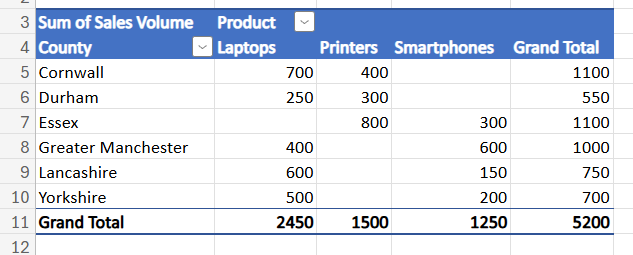 3 Sum of Sales Volume Product
4 County Laptops Printers Smartphones Grand Total
5 Cornwall 700 400 1100
6 Durham 250 300 550
7 Essex 800 300 1100
8 Greater Manchester 400 600 1000
9 Lancashire 600 150 750
10 Yorkshire 500 200 700
11 Grand Total 2450 1500 1250 5200
12